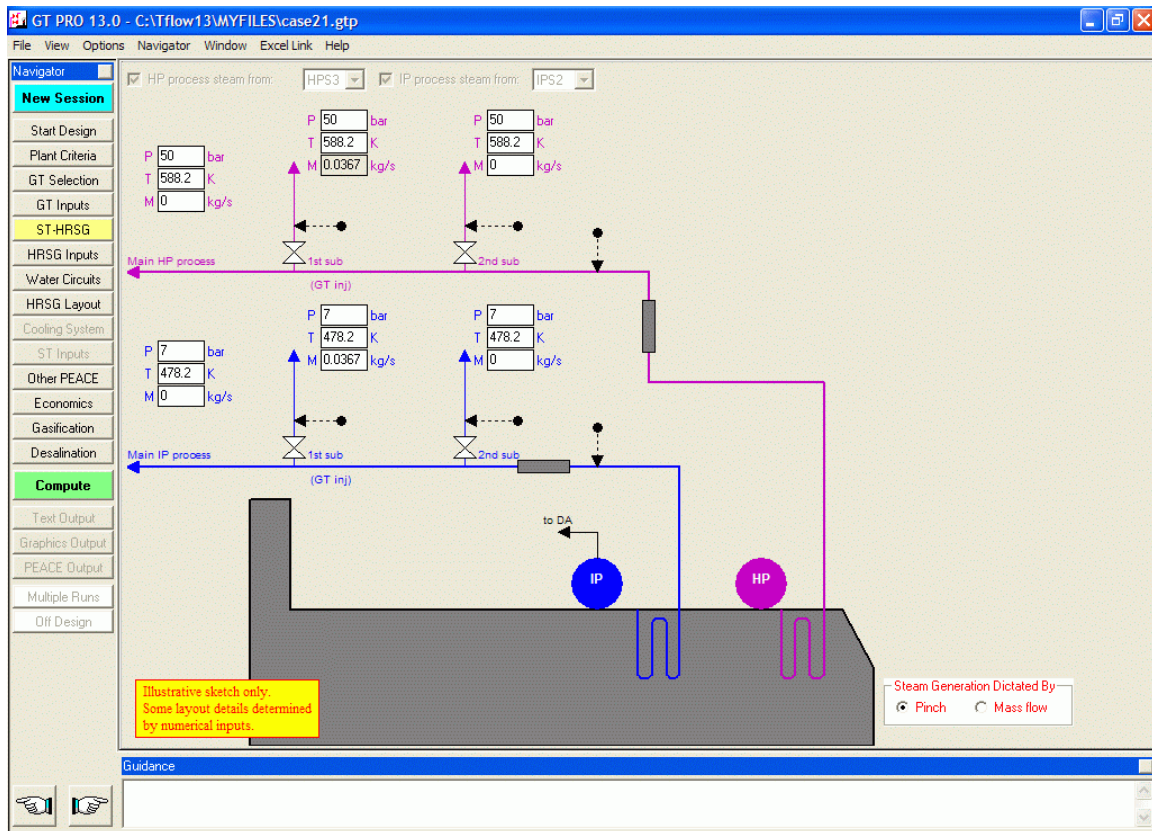 GT PRO 13.0 - C:\Tflow13\MYFILES\case21.gtp
File View Options Navigator Window Excel Link Help
Navigator
New Session
Start Design
Plant Criteria
GT Selection
GT Inputs
ST-HRSG
HRSG Inputs
Water Circuits
HRSG Layout
Cooling System
ST Inputs
Other PEACE
Economics
Gasification
Desalination
Compute
Text Output
Graphics Output
PEACE Output
Multiple Runs
Off Design
HP process steam from: HPS3 IP process steam from: IPS2
P 50 bar
T 588.2 K
M 0 kg/s
P 50 bar
T 588.2 K
M 0.0367 kg/s
P 50 bar
T 588.2 K
M 0 kg/s
Main HP process
1st sub
(GT inj)
2nd sub
P 7 bar
T 478.2 K
M 0 kg/s
P 7 bar
T 478.2 K
M 0.0367 kg/s
P 7 bar
T 478.2 K
M 0 kg/s
Main IP process
1st sub
(GT inj)
2nd sub
to DA
IP
HP
Illustrative sketch only.
Some layout details determined
by numerical inputs.
Steam Generation Dictated By
Pinch Mass flow
Guidance